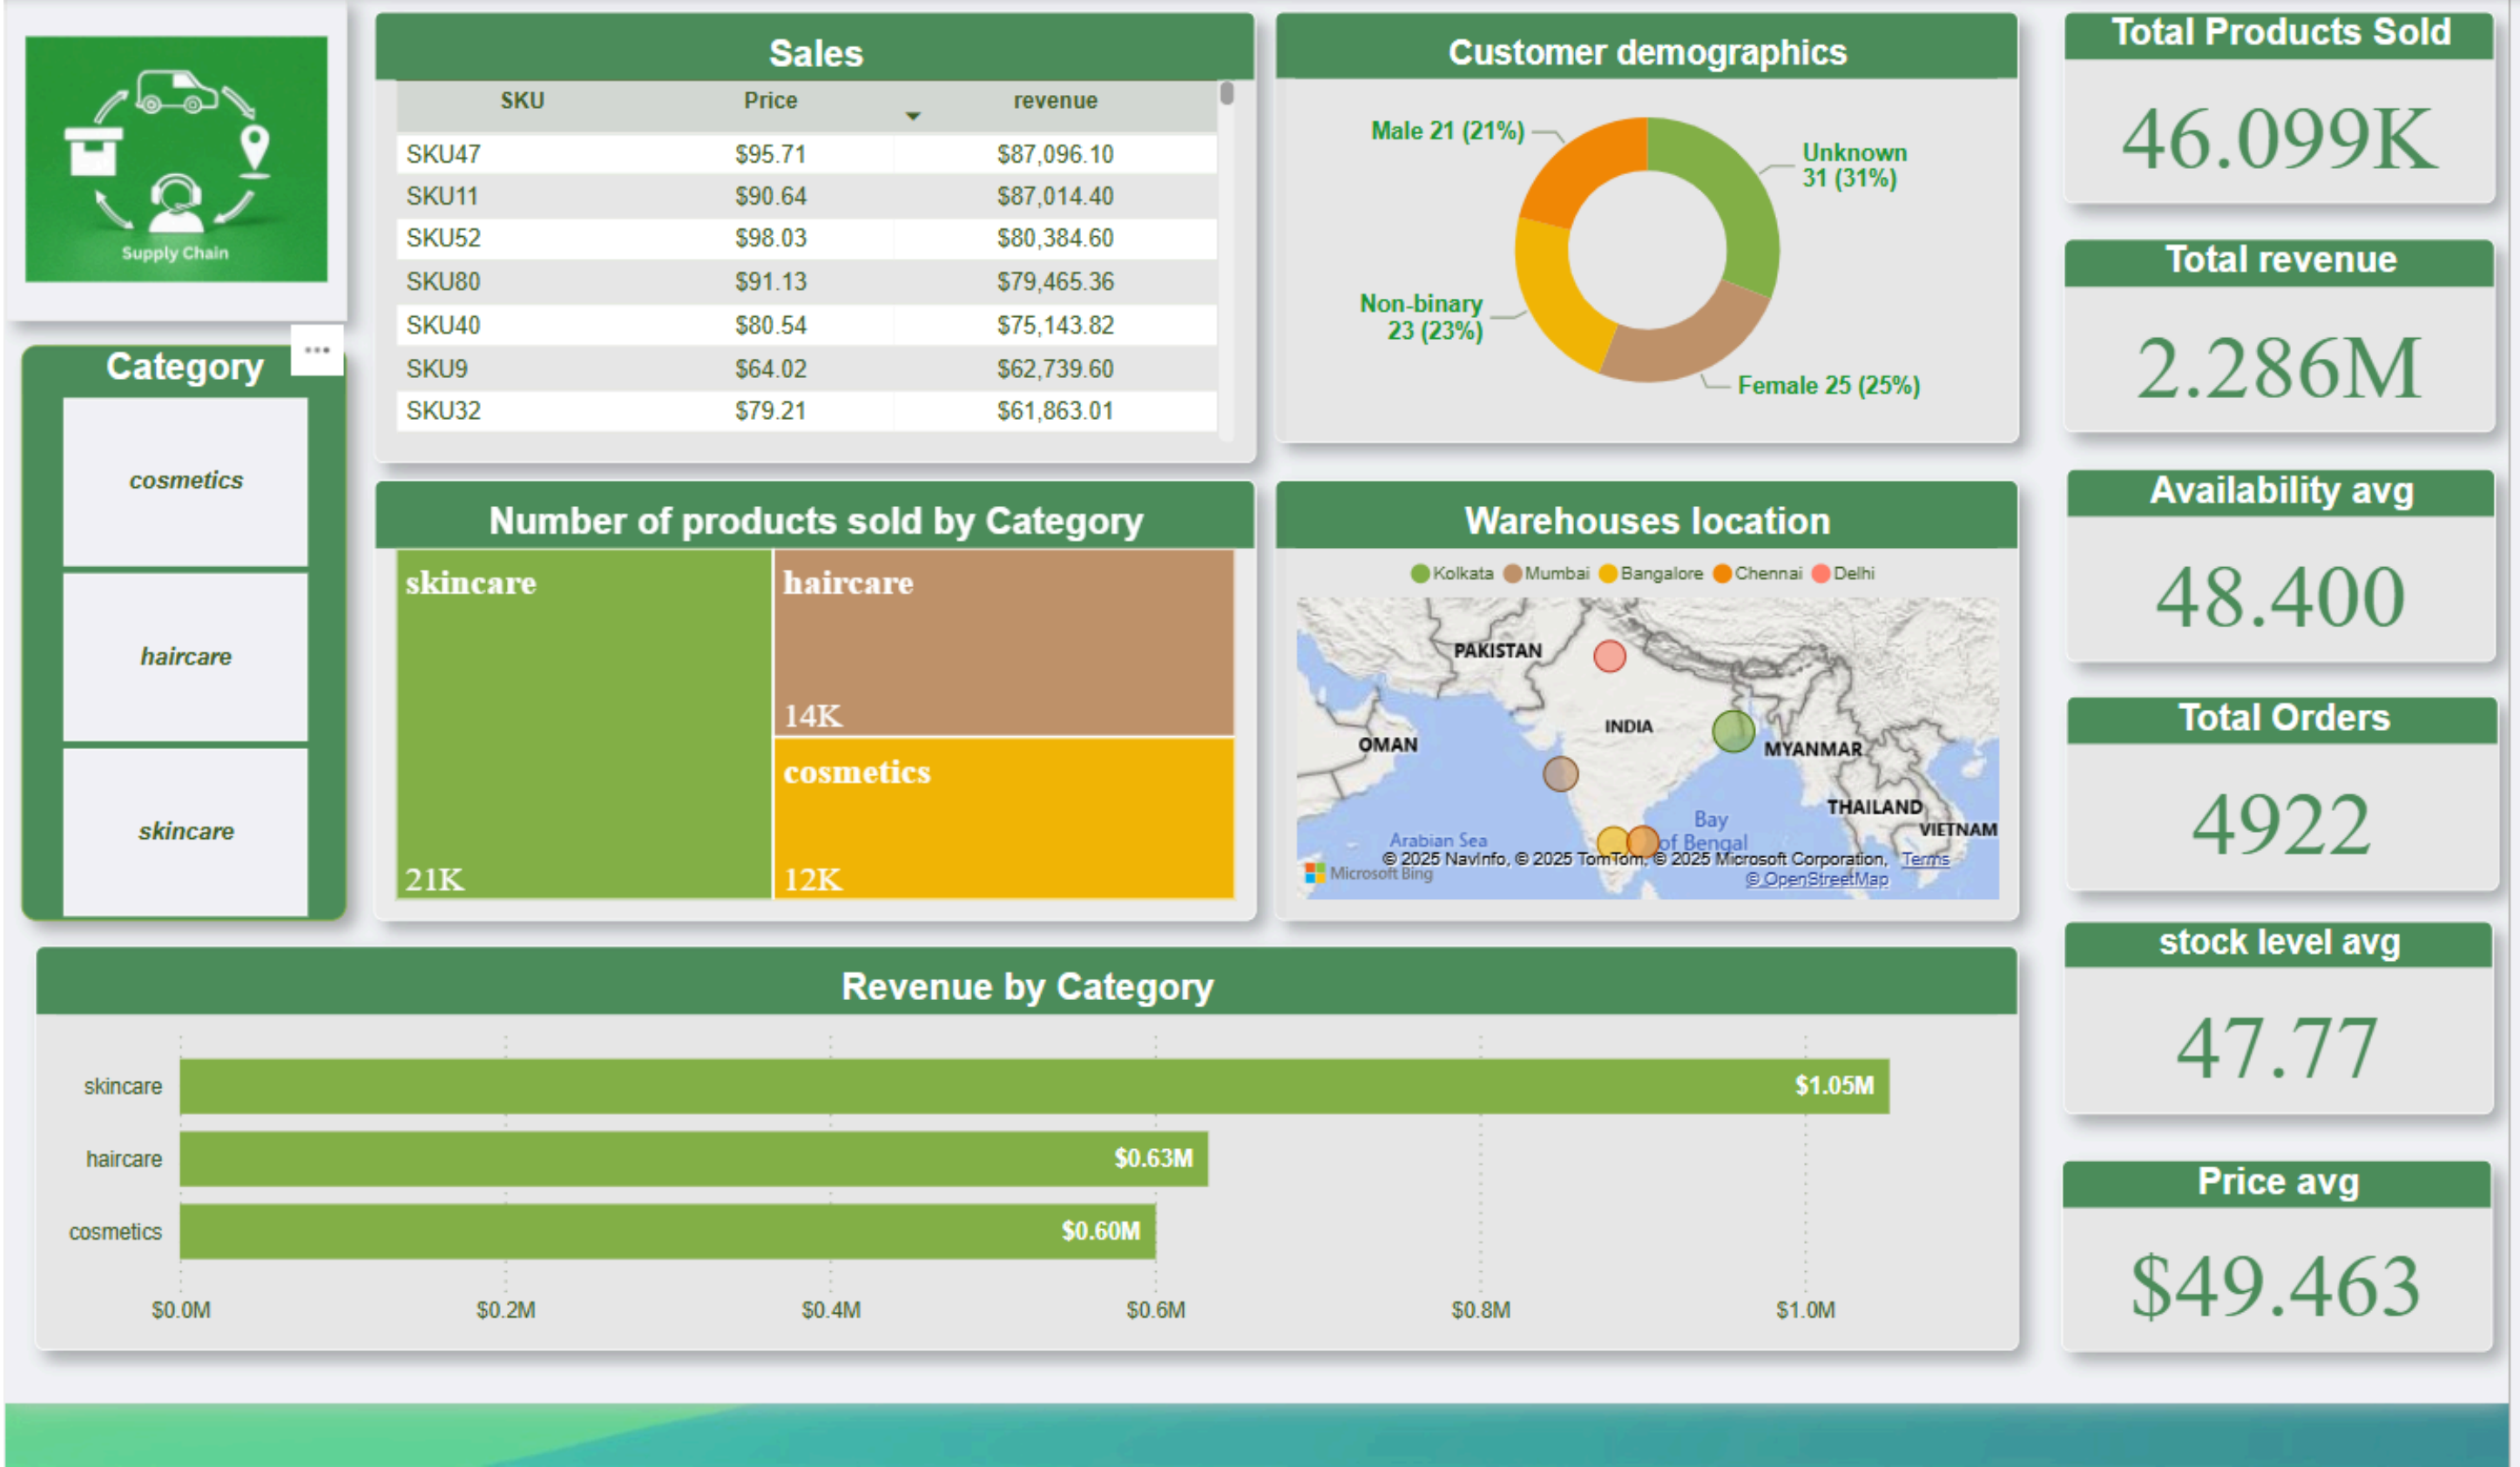 Supply Chain
Category
cosmetics
haircare
skincare
Sales
SKU Price revenue
SKU47 $95.71 $87,096.10
SKU11 $90.64 $87,014.40
SKU52 $98.03 $80,384.60
SKU80 $91.13 $79,465.36
SKU40 $80.54 $75,143.82
SKU9 $64.02 $62,739.60
SKU32 $79.21 $61,863.01
Customer demographics
Male 21 (21%)
Unknown
31 (31%)
Non-binary
23 (23%)
Female 25 (25%)
Number of products sold by Category
skincare
21K
haircare
14K
cosmetics
12K
Warehouses location
Kolkata Mumbai Bangalore Chennai Delhi
PAKISTAN
INDIA
OMAN
MYANMAR
THAILAND
VIETNAM
Arabian Sea
Bay
of Bengal
© 2025 NavInfo, © 2025 TomTom, © 2025 Microsoft Corporation, Terms
Microsoft Bing
© OpenStreetMap
Revenue by Category
skincare $1.05M
haircare $0.63M
cosmetics $0.60M
$0.0M $0.2M $0.4M $0.6M $0.8M $1.0M
Total Products Sold
46.099K
Total revenue
2.286M
Availability avg
48.400
Total Orders
4922
stock level avg
47.77
Price avg
$49.463